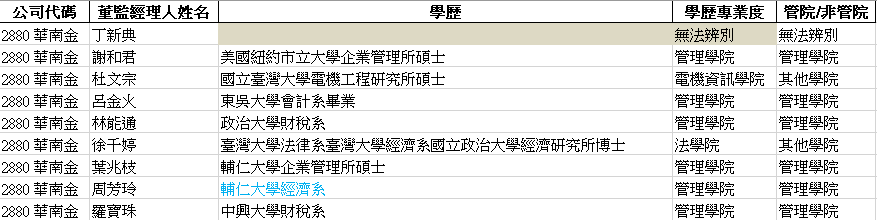 公司代碼 董監經理人姓名 學歷 學歷專業度 管院/非管院
2880 華南金 丁新典 無法辨別 無法辨別
2880 華南金 謝和君 美國紐約市立大學企業管理所碩士 管理學院 管理學院
2880 華南金 杜文宗 國立臺灣大學電機工程研究所碩士 電機資訊學院 其他學院
2880 華南金 呂金火 東吳大學會計系畢業 管理學院 管理學院
2880 華南金 林能通 政治大學財稅系 管理學院 管理學院
2880 華南金 徐千婷 臺灣大學法律系臺灣大學經濟系國立政治大學經濟研究所博士 法學院 其他學院
2880 華南金 葉兆枝 輔仁大學企業管理所碩士 管理學院 管理學院
2880 華南金 周芳玲 輔仁大學經濟系 管理學院 管理學院
2880 華南金 羅寶珠 中興大學財稅系 管理學院 管理學院